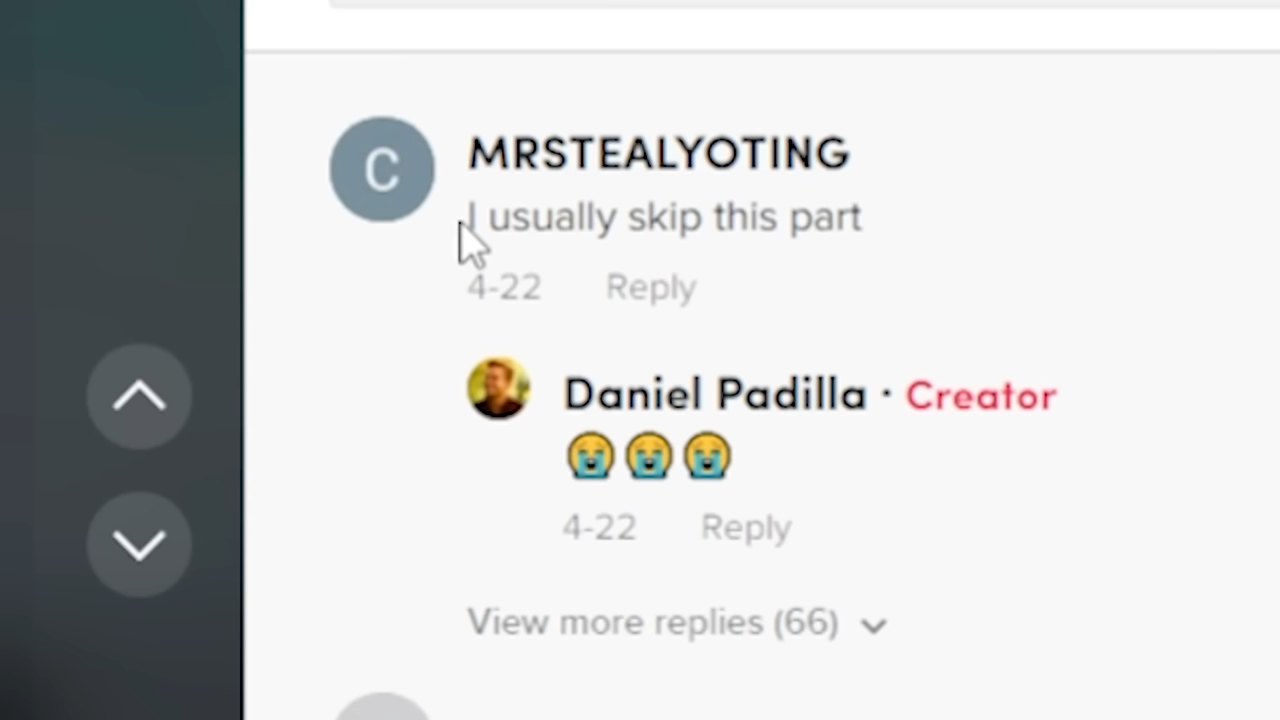 C
MRSTEALYOTING
I usually skip this part
4-22 Reply
Daniel Padilla · Creator
😭😭😭
4-22 Reply
View more replies (66)